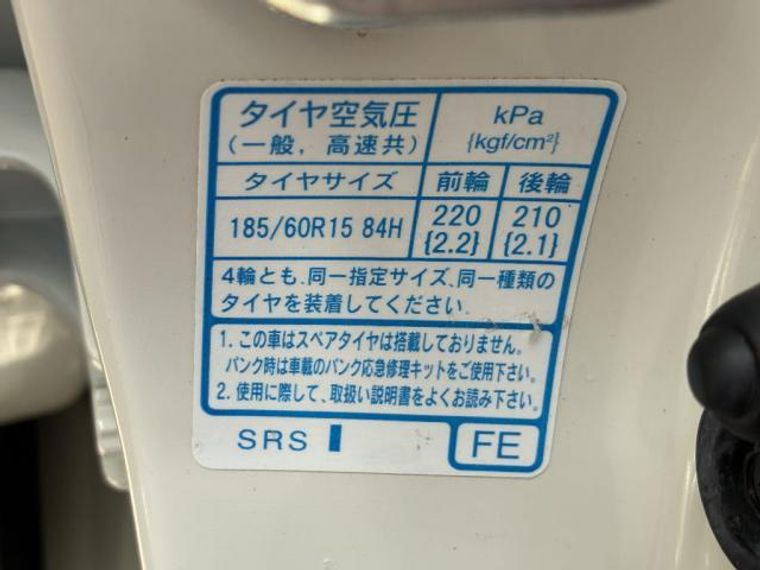 タイヤ空気圧
(一般, 高速共)
kPa
{kgf/cm²}
タイヤサイズ 前輪 後輪
185/60R15 84H 220 210
{2.2} {2.1}
4輪とも、同一指定サイズ、同一種類の
タイヤを装着してください.
1. この車はスペアタイヤは搭載しておりません。
パンク時は車載のパンク応急修理キットをご使用下さい。
2. 使用に際して、取扱い説明書をよくお読み下さい。
SRS FE